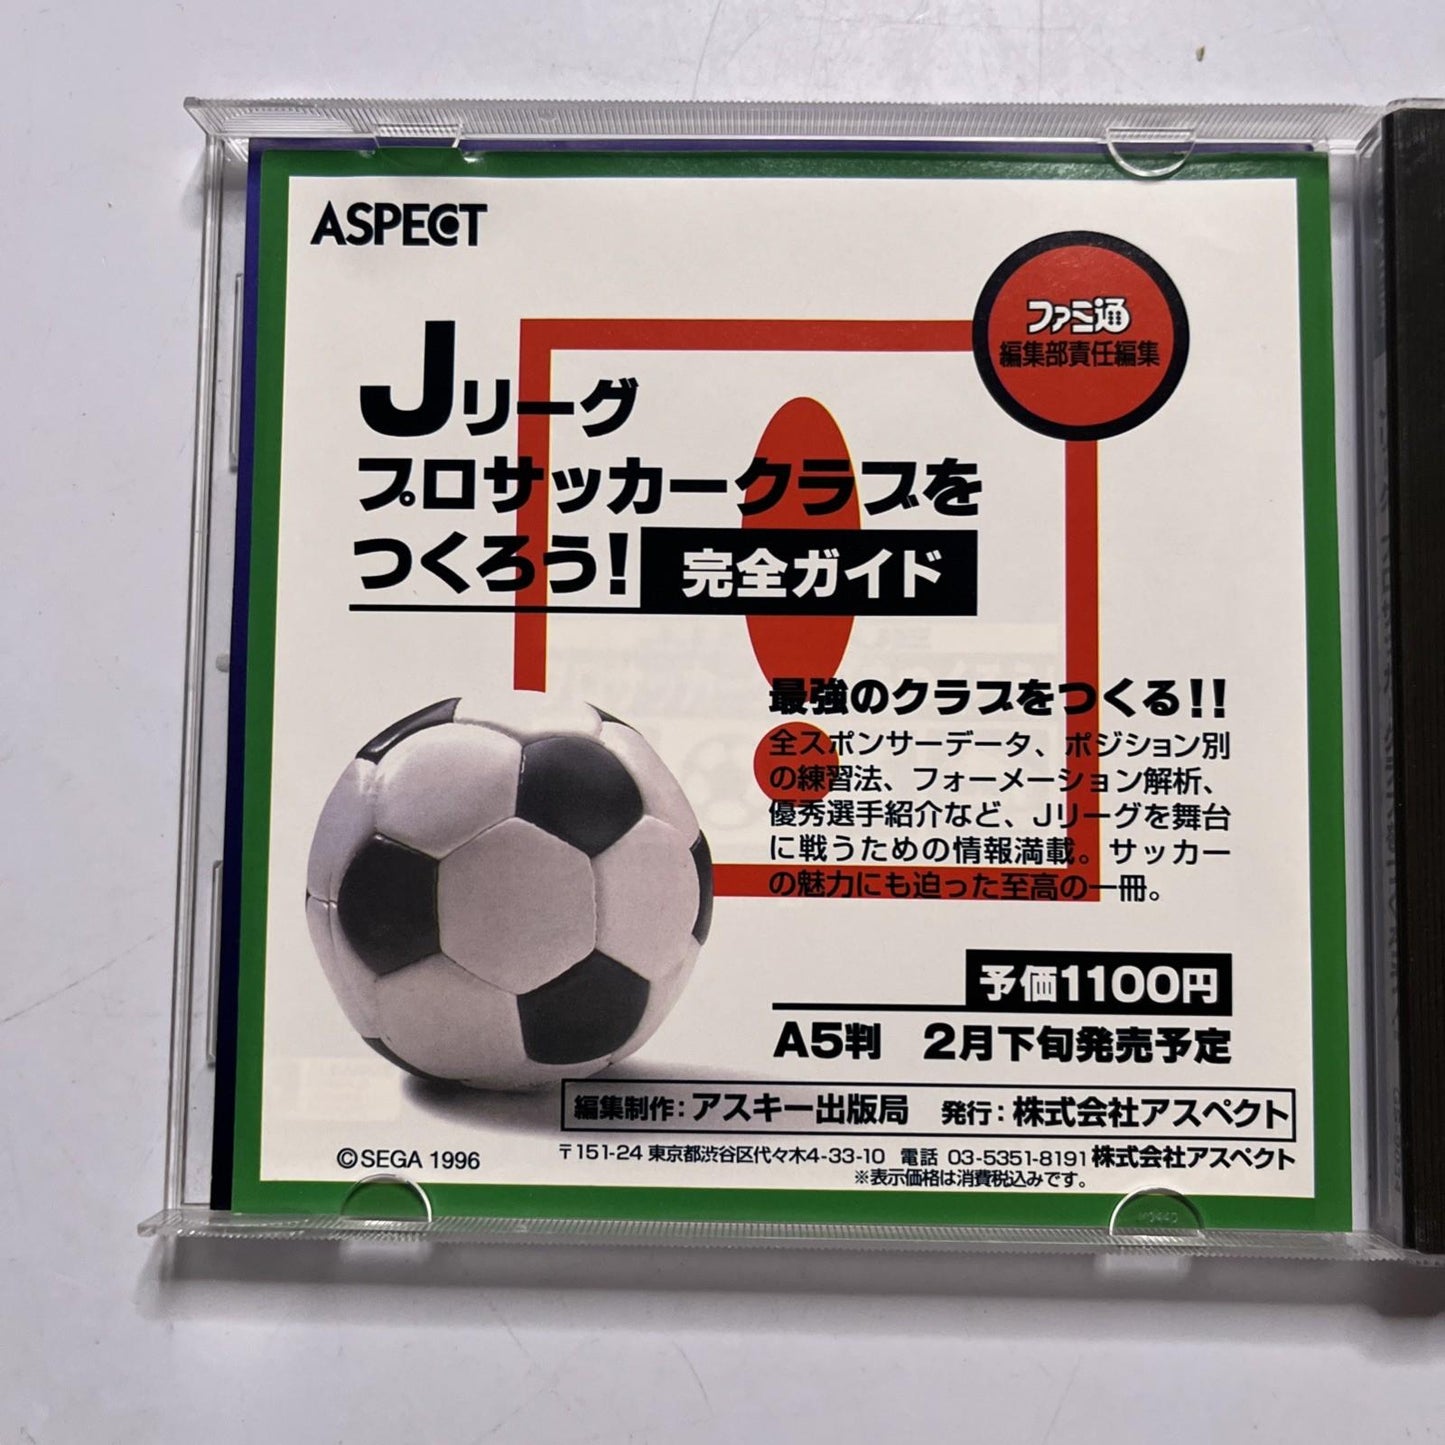 ASPECT
ファミ通
編集部責任編集
Jリーグ
プロサッカークラブを
つくろう！ 完全ガイド
最強のクラブをつくる!!
全スポンサーデータ、ポジション別
の練習法、フォーメーション解析、
優秀選手紹介など、Jリーグを舞台
に戦うための情報満載。サッカー
の魅力にも迫った至高の一冊。
予価1100円
A5判 2月下旬発売予定
編集制作：アスキー出版局 発行：株式会社アスペクト
©SEGA 1996
〒151-24 東京都渋谷区代々木4-33-10 電話 03-5351-8191 株式会社アスペクト
※表示価格は消費税込みです。